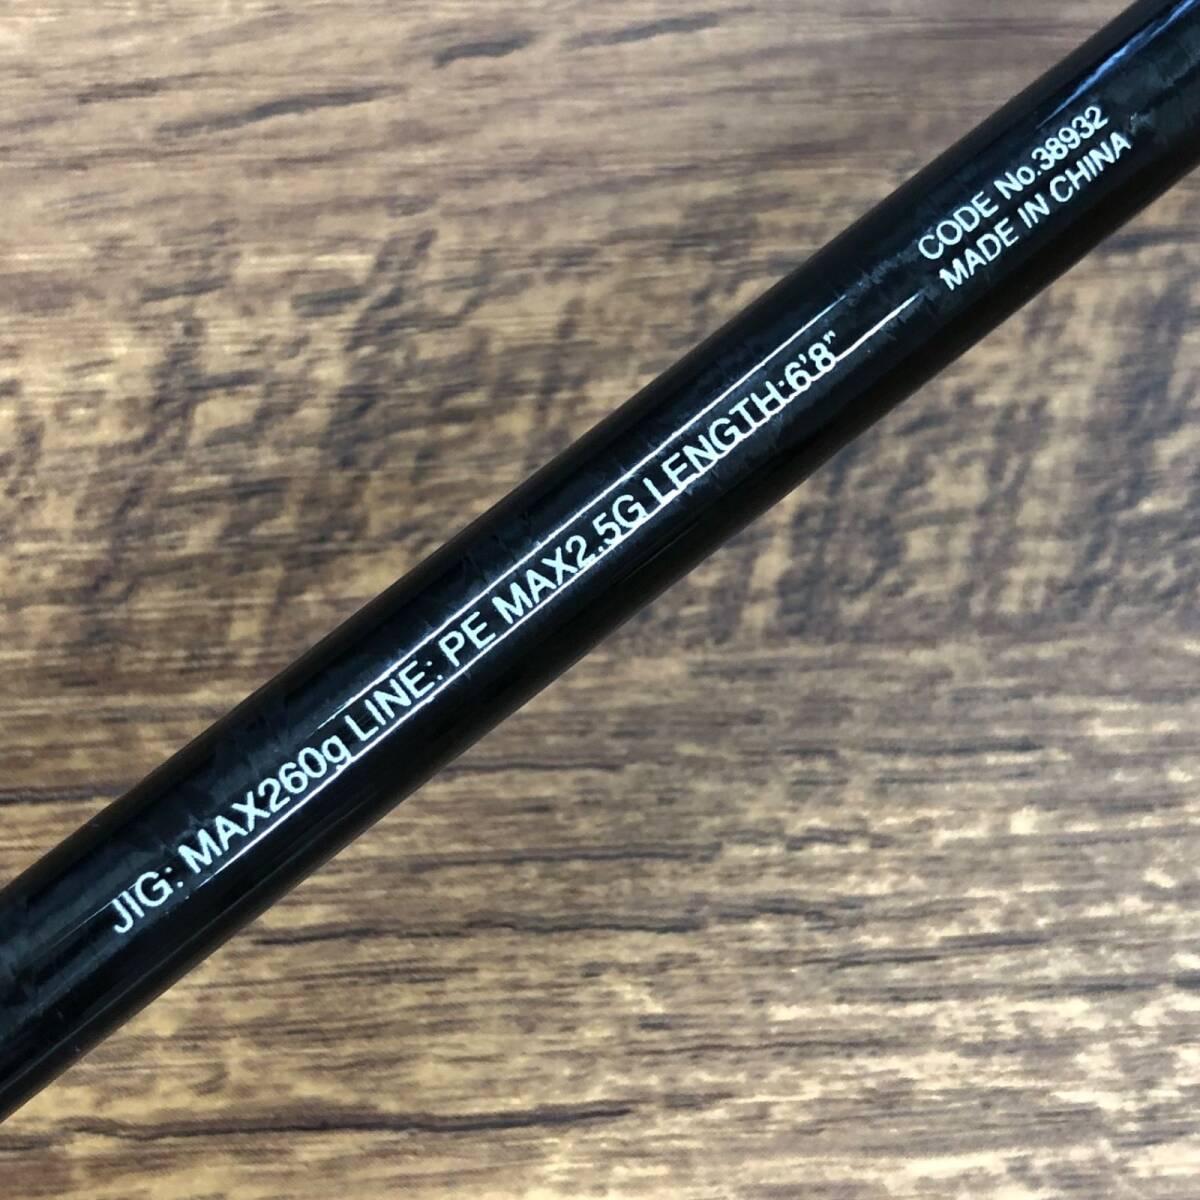 JIG: MAX260g LINE: PE MAX2.5G LENGTH:6'8"
CODE No.38932
MADE IN CHINA